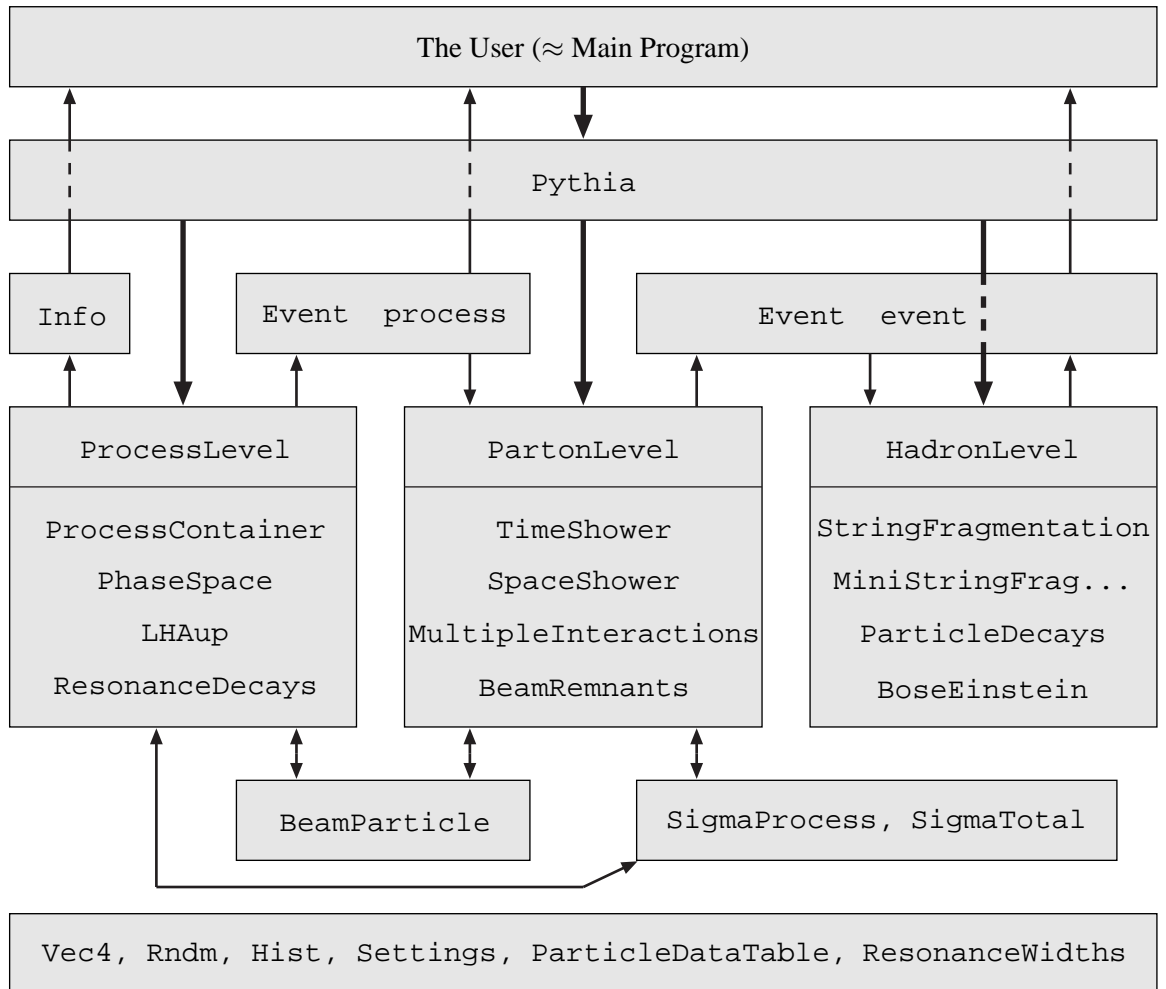 The User (≈ Main Program)
Pythia
Info
Event process
Event event
ProcessLevel
ProcessContainer
PhaseSpace
LHAup
ResonanceDecays
PartonLevel
TimeShower
SpaceShower
MultipleInteractions
BeamRemnants
HadronLevel
StringFragmentation
MiniStringFrag...
ParticleDecays
BoseEinstein
BeamParticle
SigmaProcess, SigmaTotal
Vec4, Rndm, Hist, Settings, ParticleDataTable, ResonanceWidths